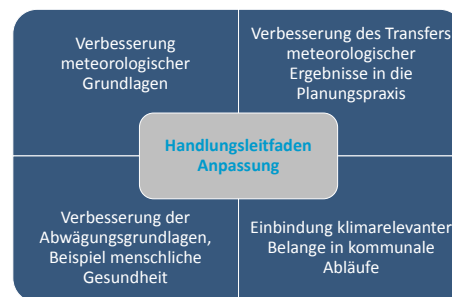 Verbesserung
meteorologischer
Grundlagen
Verbesserung des Transfers
meteorologischer
Ergebnisse in die
Planungspraxis
Handlungsleitfaden
Anpassung
Verbesserung der
Abwägungsgrundlagen,
Beispiel menschliche
Gesundheit
Einbindung klimarelevanter
Belange in kommunale
Abläufe